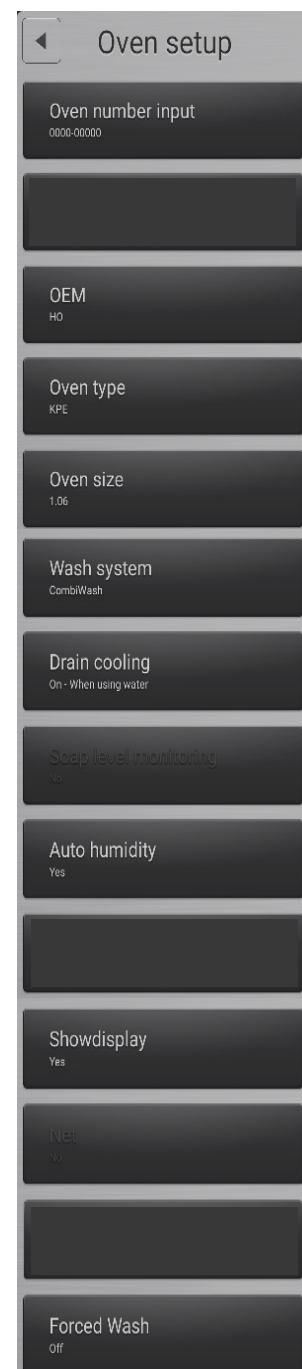 Oven setup
Oven number input
0000-00000
OEM
HO
Oven type
KPE
Oven size
1.06
Wash system
CombiWash
Drain cooling
On - When using water
Soap level monitoring
No
Auto humidity
Yes
Showdisplay
Yes
Net
No
Forced Wash
Off